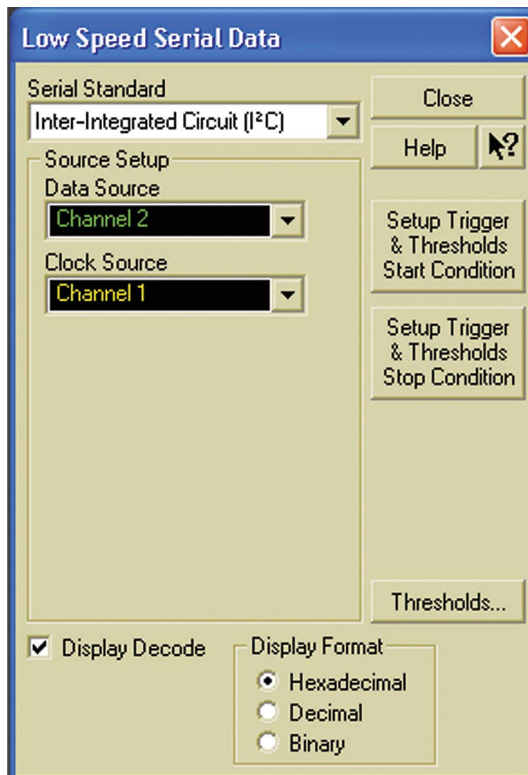 Low Speed Serial Data
Serial Standard
Inter-Integrated Circuit (I²C)
Close
Help
?
Source Setup
Data Source
Channel 2
Clock Source
Channel 1
Setup Trigger
& Thresholds
Start Condition
Setup Trigger
& Thresholds
Stop Condition
Thresholds...
Display Decode
Display Format
Hexadecimal
Decimal
Binary